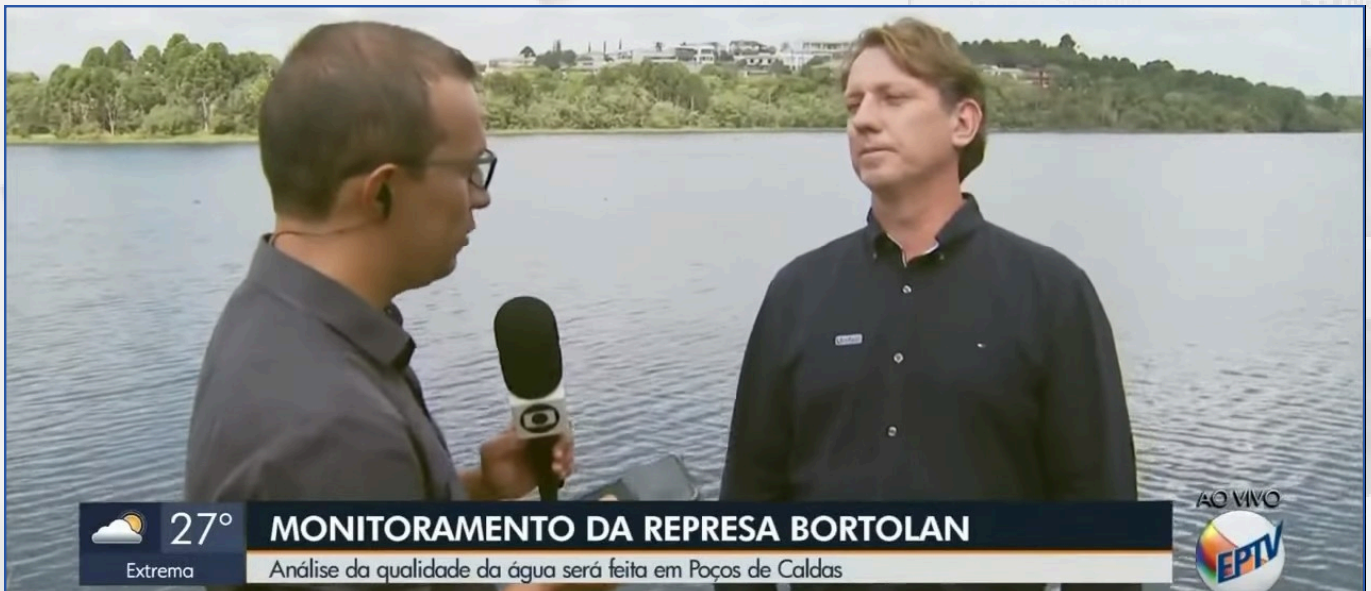 27°
Extrema
MONITORAMENTO DA REPRESA BORTOLAN
Análise da qualidade da água será feita em Poços de Caldas
AO VIVO
EPTV